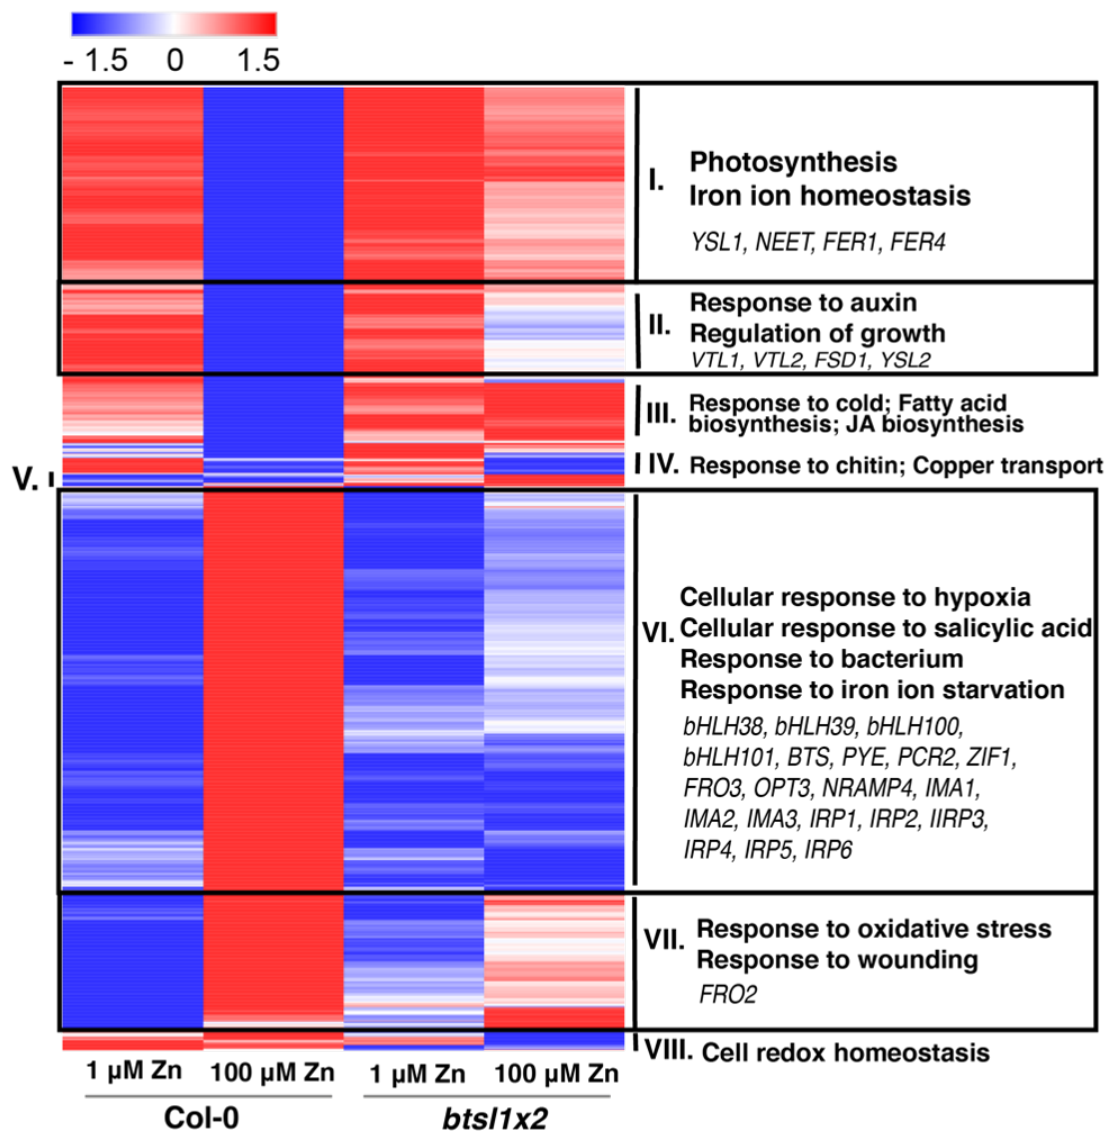 - 1.5 0 1.5
I. Photosynthesis
Iron ion homeostasis
YSL1, NEET, FER1, FER4
II. Response to auxin
Regulation of growth
VTL1, VTL2, FSD1, YSL2
III. Response to cold; Fatty acid
biosynthesis; JA biosynthesis
IV. Response to chitin; Copper transport
V.
VI. Cellular response to hypoxia
Cellular response to salicylic acid
Response to bacterium
Response to iron ion starvation
bHLH38, bHLH39, bHLH100,
bHLH101, BTS, PYE, PCR2, ZIF1,
FRO3, OPT3, NRAMP4, IMA1,
IMA2, IMA3, IRP1, IRP2, IIRP3,
IRP4, IRP5, IRP6
VII. Response to oxidative stress
Response to wounding
FRO2
VIII. Cell redox homeostasis
1 µM Zn 100 µM Zn 1 µM Zn 100 µM Zn
Col-0 btsl1x2